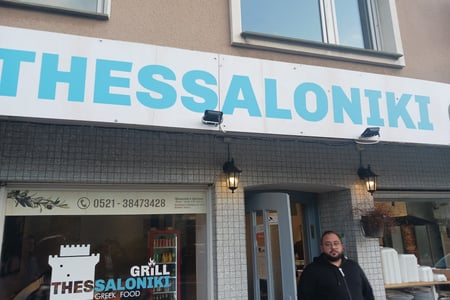 THESSALONIKI G
0521 - 38473428
GRILL
THESSALONIKI
GREEK FOOD